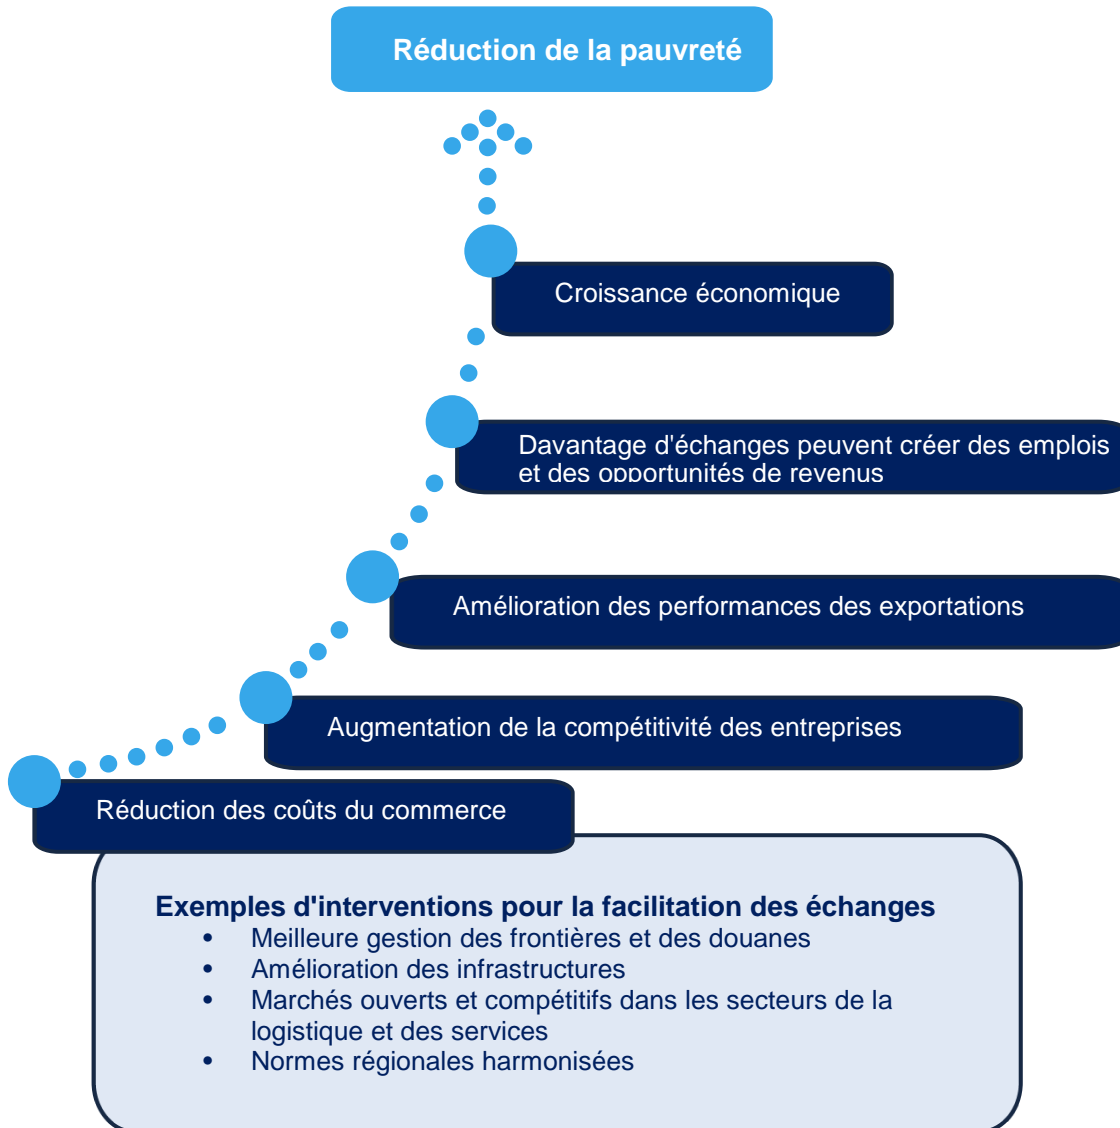 Réduction de la pauvreté
Croissance économique
Davantage d'échanges peuvent créer des emplois
et des opportunités de revenus
Amélioration des performances des exportations
Augmentation de la compétitivité des entreprises
Réduction des coûts du commerce
Exemples d'interventions pour la facilitation des échanges
• Meilleure gestion des frontières et des douanes
• Amélioration des infrastructures
• Marchés ouverts et compétitifs dans les secteurs de la
logistique et des services
• Normes régionales harmonisées